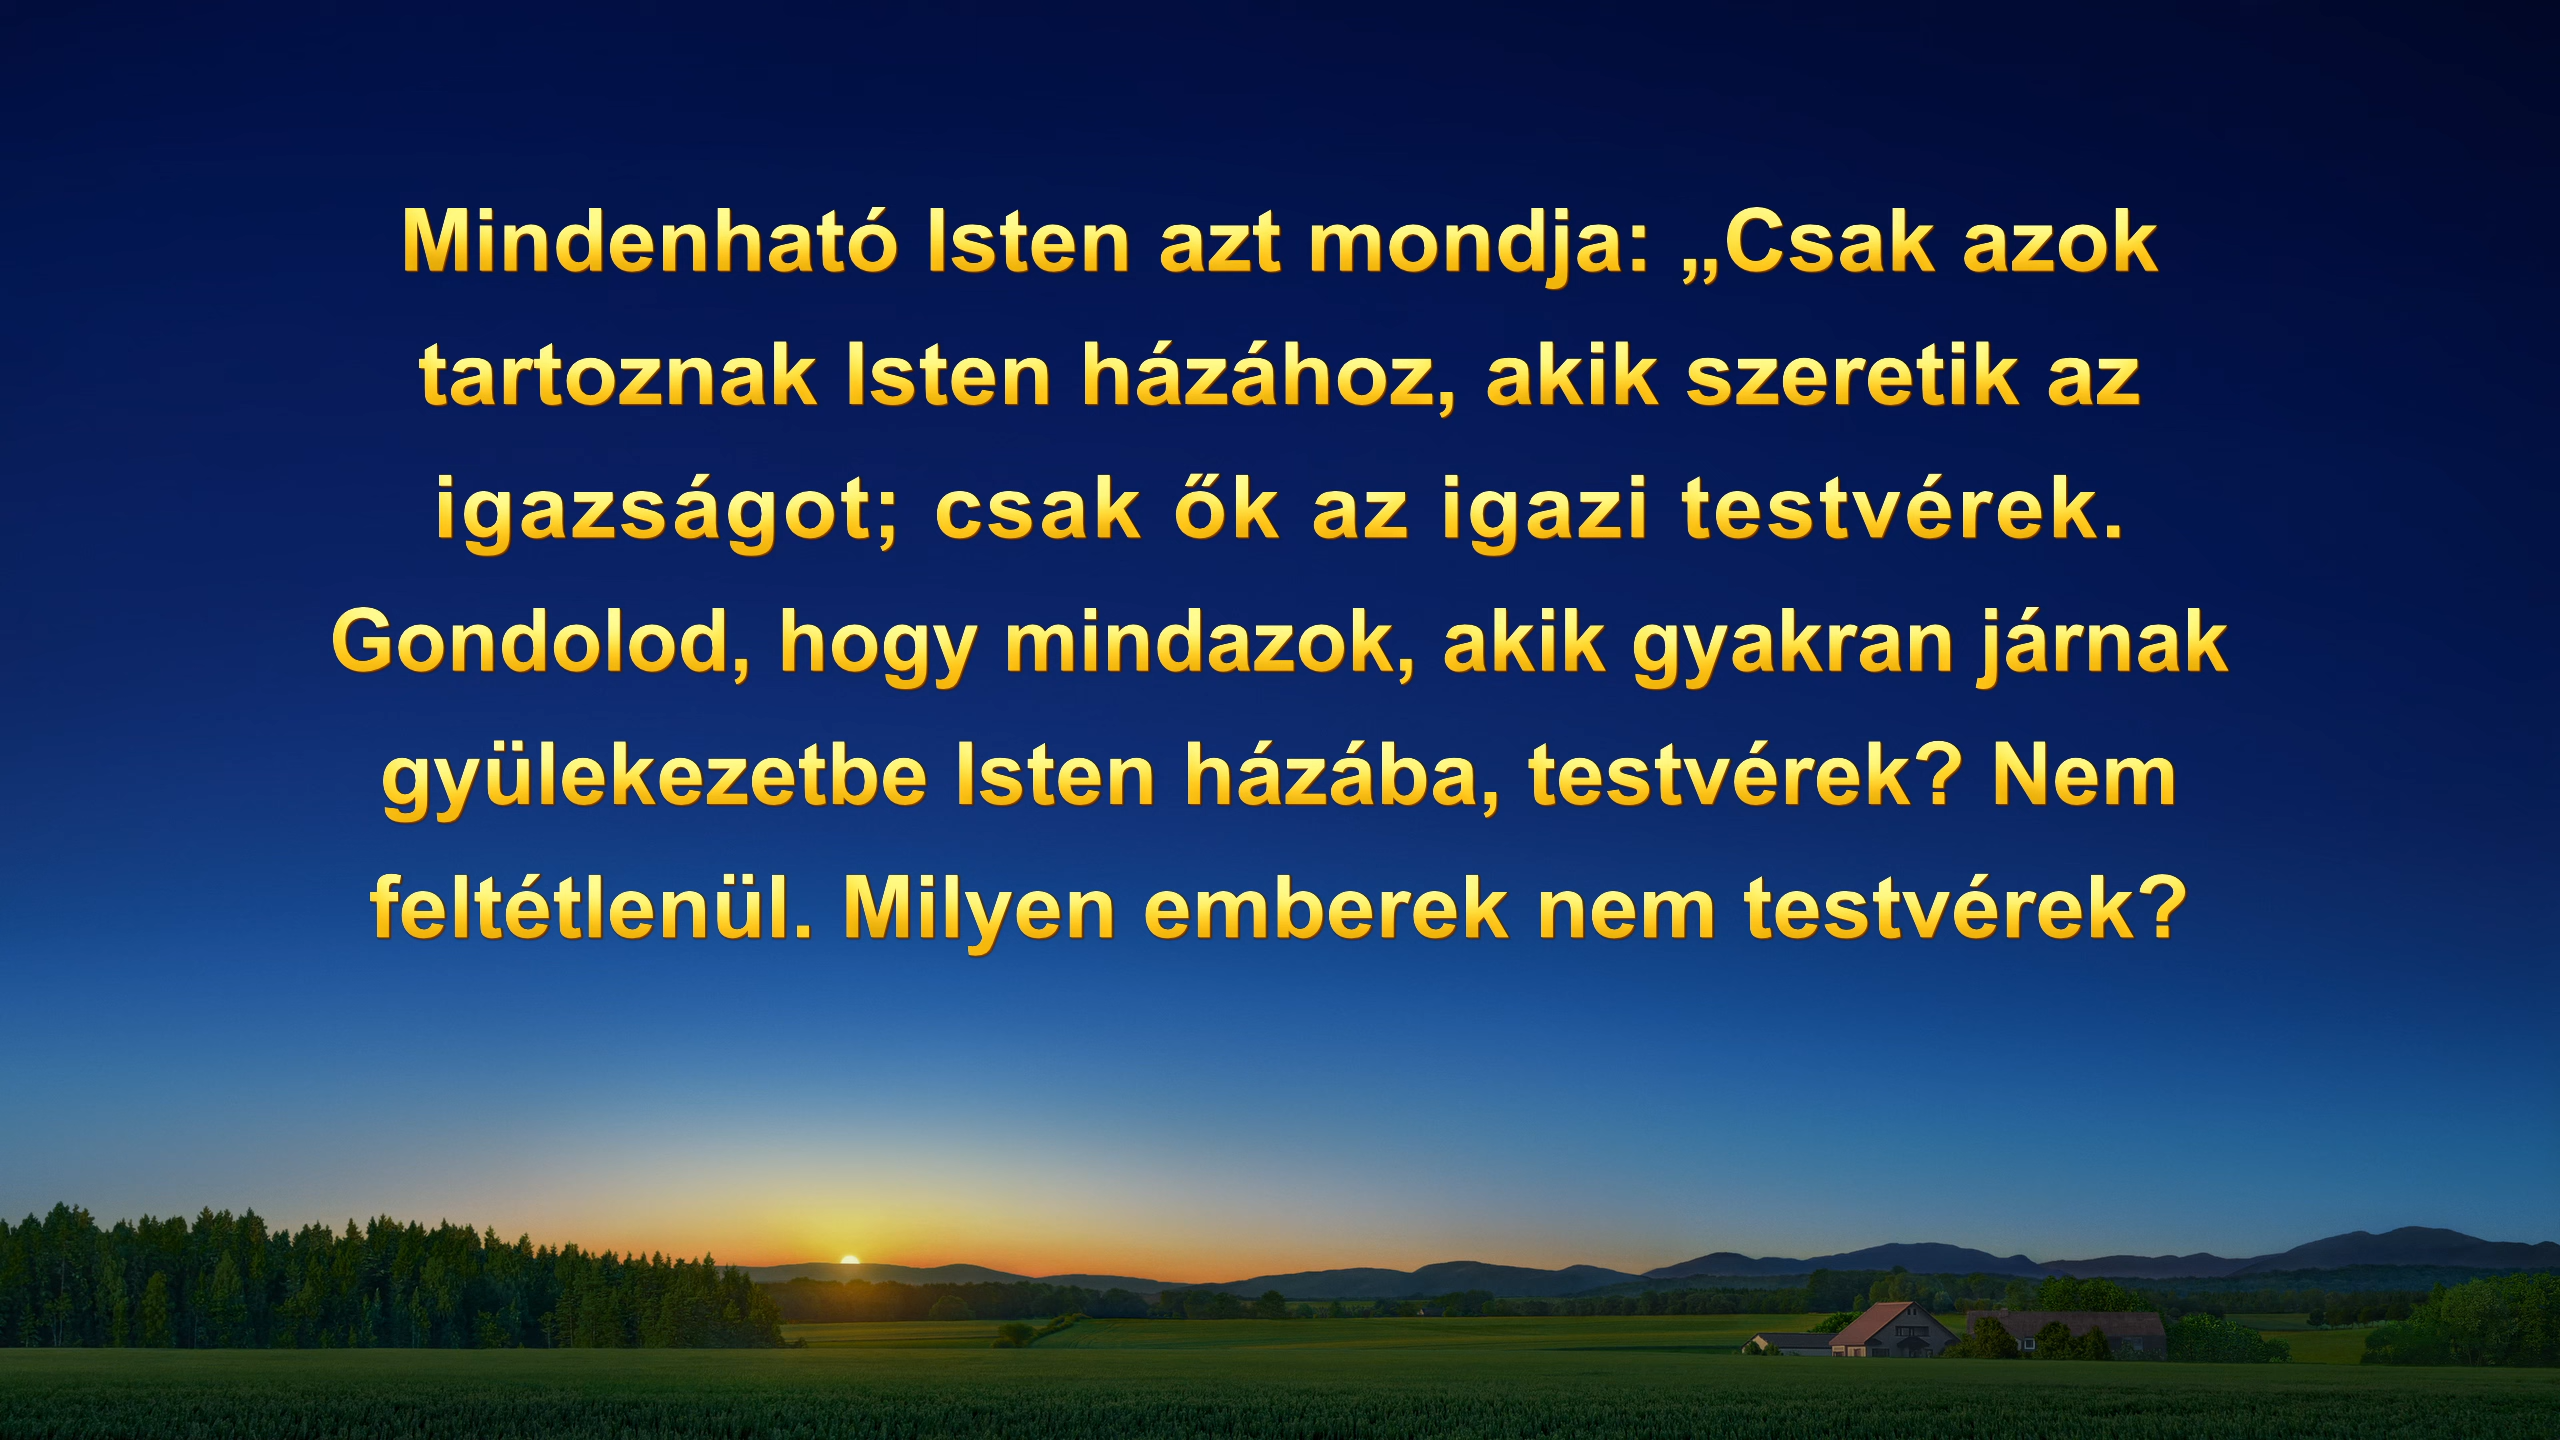 Mindenható Isten azt mondja: „Csak azok
tartoznak Isten házához, akik szeretik az
igazságot; csak ők az igazi testvérek.
Gondolod, hogy mindazok, akik gyakran járnak
gyülekezetbe Isten házába, testvérek? Nem
feltétlenül. Milyen emberek nem testvérek?